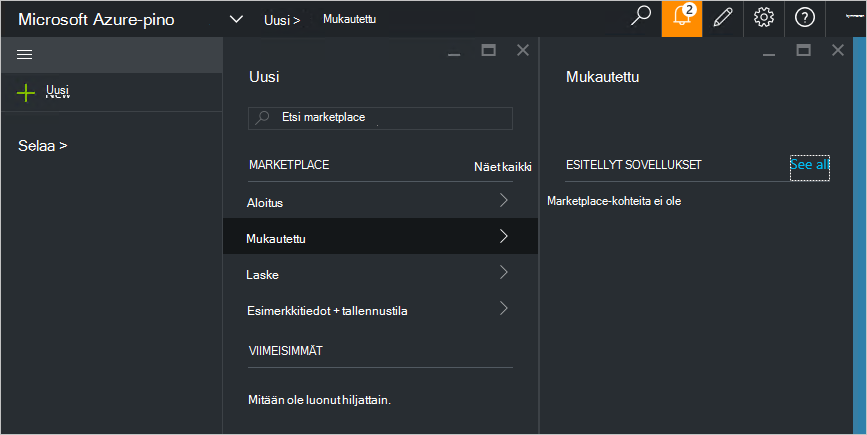 Microsoft Azure-pino
Uusi >
Mukautettu
2
Uusi
New
Uusi
Mukautettu
Etsi marketplace
Selaa >
MARKETPLACE
Näet kaikki
ESITELLYT SOVELLUKSET
See all
Aloitus
Marketplace-kohteita ei ole
Mukautettu
Laske
Esimerkkitiedot + tallennustila
VIIMEISIMMÄT
Mitään ole luonut hiljattain.